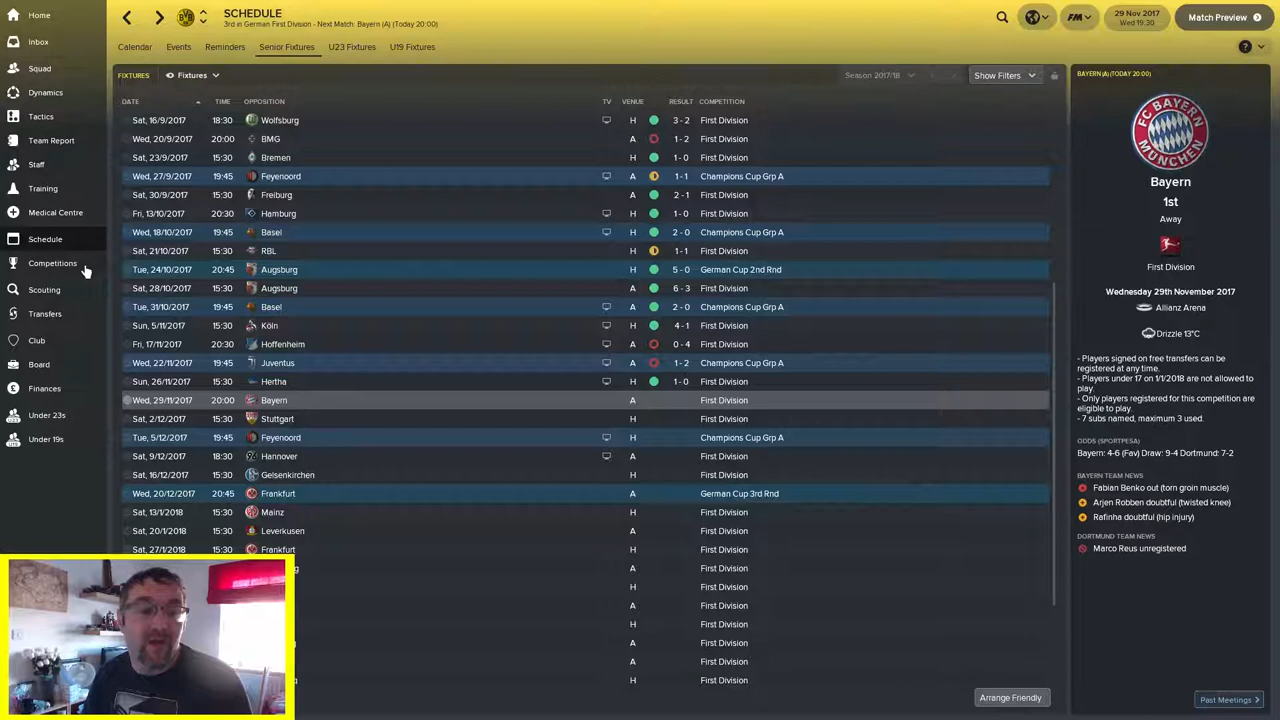 Home
Inbox
Squad
Dynamics
Tactics
Team Report
Staff
Training
Medical Centre
Schedule
Competitions
Scouting
Transfers
Club
Board
Finances
Under 23s
Under 19s
SCHEDULE
3rd in German First Division - Next Match: Bayern (A) (Today 20:00)
FM
29 Nov 2017
Wed 19:30
Match Preview
Calendar Events Reminders Senior Fixtures U23 Fixtures U19 Fixtures
?
FIXTURES Fixtures Season 2017/18 Show Filters
DATE TIME OPPOSITION TV VENUE RESULT COMPETITION
Sat, 16/9/2017 18:30 Wolfsburg H 3 - 2 First Division
Wed, 20/9/2017 20:00 BMG A 1 - 2 First Division
Sat, 23/9/2017 15:30 Bremen H 1 - 0 First Division
Wed, 27/9/2017 19:45 Feyenoord A 1 - 1 Champions Cup Grp A
Sat, 30/9/2017 15:30 Freiburg A 2 - 1 First Division
Fri, 13/10/2017 20:30 Hamburg H 1 - 0 First Division
Wed, 18/10/2017 19:45 Basel H 2 - 0 Champions Cup Grp A
Sat, 21/10/2017 15:30 RBL A 1 - 1 First Division
Tue, 24/10/2017 20:45 Augsburg H 5 - 0 German Cup 2nd Rnd
Sat, 28/10/2017 15:30 Augsburg A 6 - 3 First Division
Tue, 31/10/2017 19:45 Basel A 2 - 0 Champions Cup Grp A
Sun, 5/11/2017 15:30 Köln H 4 - 1 First Division
Fri, 17/11/2017 20:30 Hoffenheim A 0 - 4 First Division
Wed, 22/11/2017 19:45 Juventus A 1 - 2 Champions Cup Grp A
Sun, 26/11/2017 15:30 Hertha H 1 - 0 First Division
Wed, 29/11/2017 20:00 Bayern A First Division
Sat, 2/12/2017 15:30 Stuttgart H First Division
Tue, 5/12/2017 19:45 Feyenoord H Champions Cup Grp A
Sat, 9/12/2017 18:30 Hannover A First Division
Sat, 16/12/2017 15:30 Gelsenkirchen H First Division
Wed, 20/12/2017 20:45 Frankfurt A German Cup 3rd Rnd
Sat, 13/1/2018 15:30 Mainz H First Division
Sat, 20/1/2018 15:30 Leverkusen A First Division
Sat, 27/1/2018 15:30 Frankfurt H First Division
A First Division
H First Division
A First Division
H First Division
A First Division
A First Division
H First Division
Arrange Friendly
BAYERN (A) (TODAY 20:00)
FC BAYERN
MÜNCHEN
Bayern
1st
Away
First Division
Wednesday 29th November 2017
Allianz Arena
Drizzle 13°C
- Players signed on free transfers can be
registered at any time.
- Players under 17 on 1/1/2018 are not allowed to
play.
- Only players registered for this competition are
eligible to play.
- 7 subs named, maximum 3 used.
ODDS (SPORTPESA)
Bayern: 4-6 (Fav) Draw: 9-4 Dortmund: 7-2
BAYERN TEAM NEWS
Fabian Benko out (torn groin muscle)
Arjen Robben doubtful (twisted knee)
Rafinha doubtful (hip injury)
DORTMUND TEAM NEWS
Marco Reus unregistered
Past Meetings